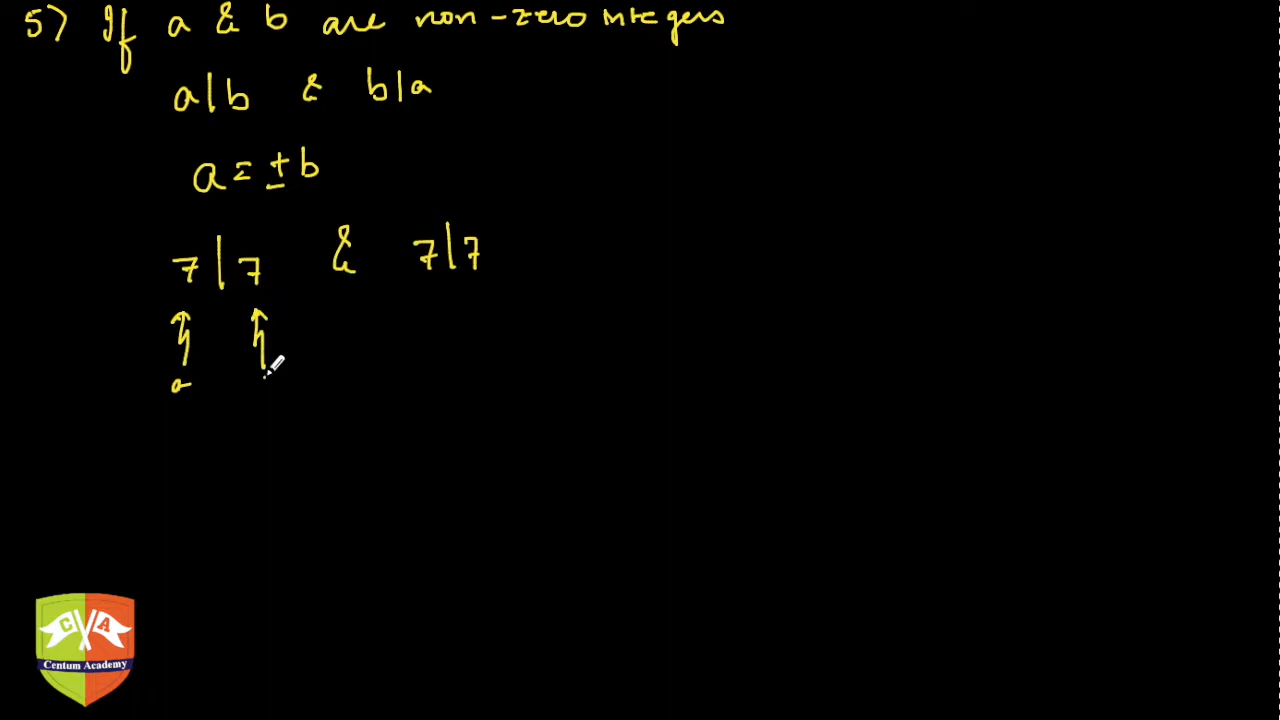 5) If a & b are non-zero integers
a|b & b|a
a = ± b
7|7 & 7|7
a
C A
Centum Academy